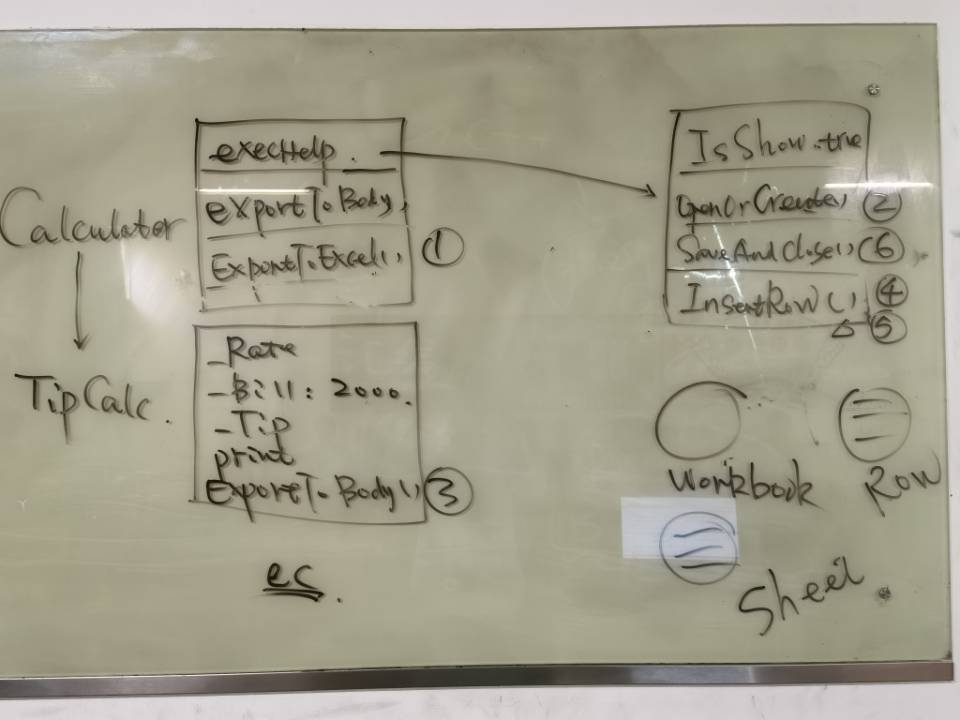 execHelp.
exportToBody,
ExportToExcel(), ①
Calculator
TipCalc.
_Rate
_Bill: 2000.
_Tip
print
ExporeToBody() ③
ec.
IsShow.true
OpenOrCreate, ②
SaveAndClose() ⑥
InsertRow() ④
⑤
Workbook
Row
Sheet